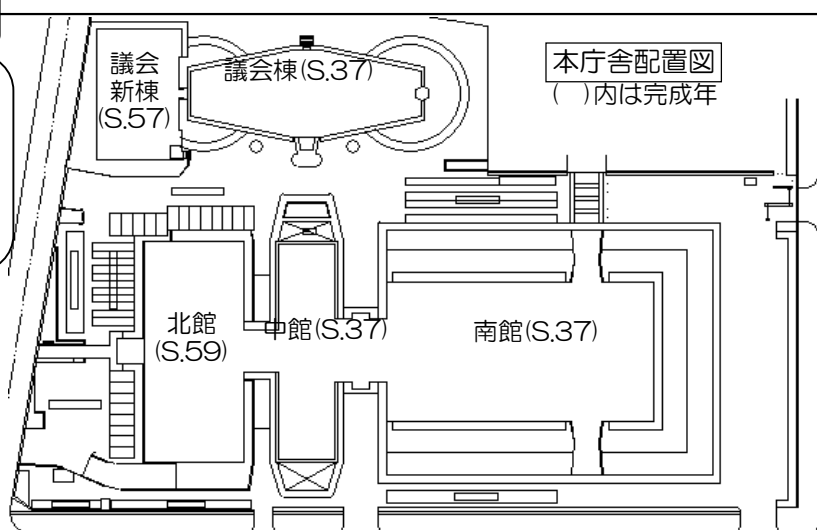 議会
新棟
(S.57)
議会棟(S.37)
本庁舎配置図
( )内は完成年
北館
(S.59)
中館(S.37)
南館(S.37)